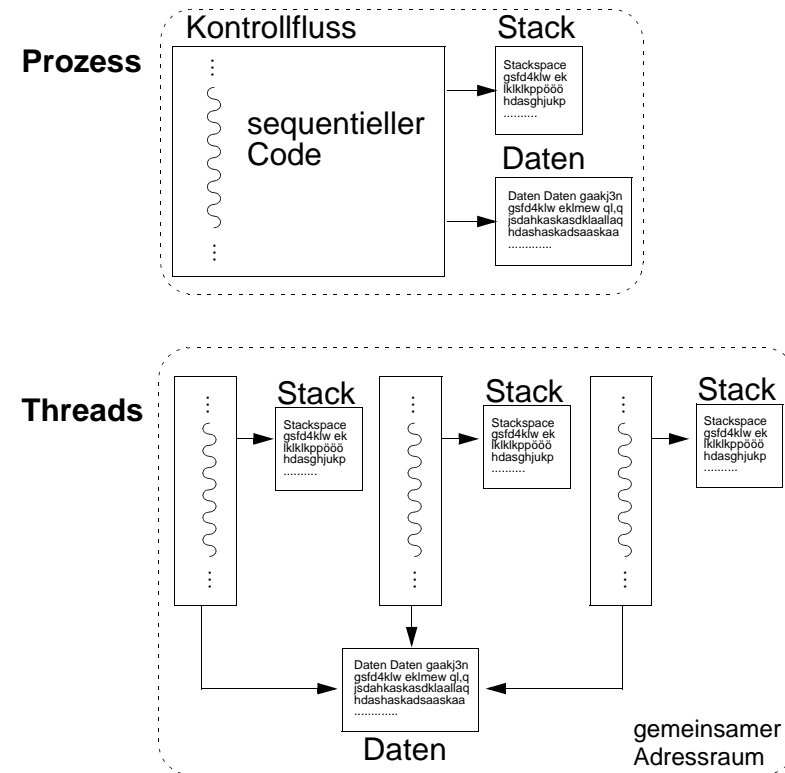 Kontrollfluss
Stack
Prozess
⋮
sequentieller
Code
⋮
Stackspace
gsfd4klw ek
lklklkppööö
hdasghjukp
..........
Daten
Daten Daten gaakj3n
gsfd4klw eklmew ql,q
jsdahkaskasdklaallaq
hdashaskadsaaskaa
.............
Threads
⋮
⋮
Stack
Stackspace
gsfd4klw ek
lklklkppööö
hdasghjukp
..........
⋮
⋮
Stack
Stackspace
gsfd4klw ek
lklklkppööö
hdasghjukp
..........
⋮
⋮
Stack
Stackspace
gsfd4klw ek
lklklkppööö
hdasghjukp
..........
Daten Daten gaakj3n
gsfd4klw eklmew ql,q
jsdahkaskasdklaallaq
hdashaskadsaaskaa
.............
Daten
gemeinsamer
Adressraum